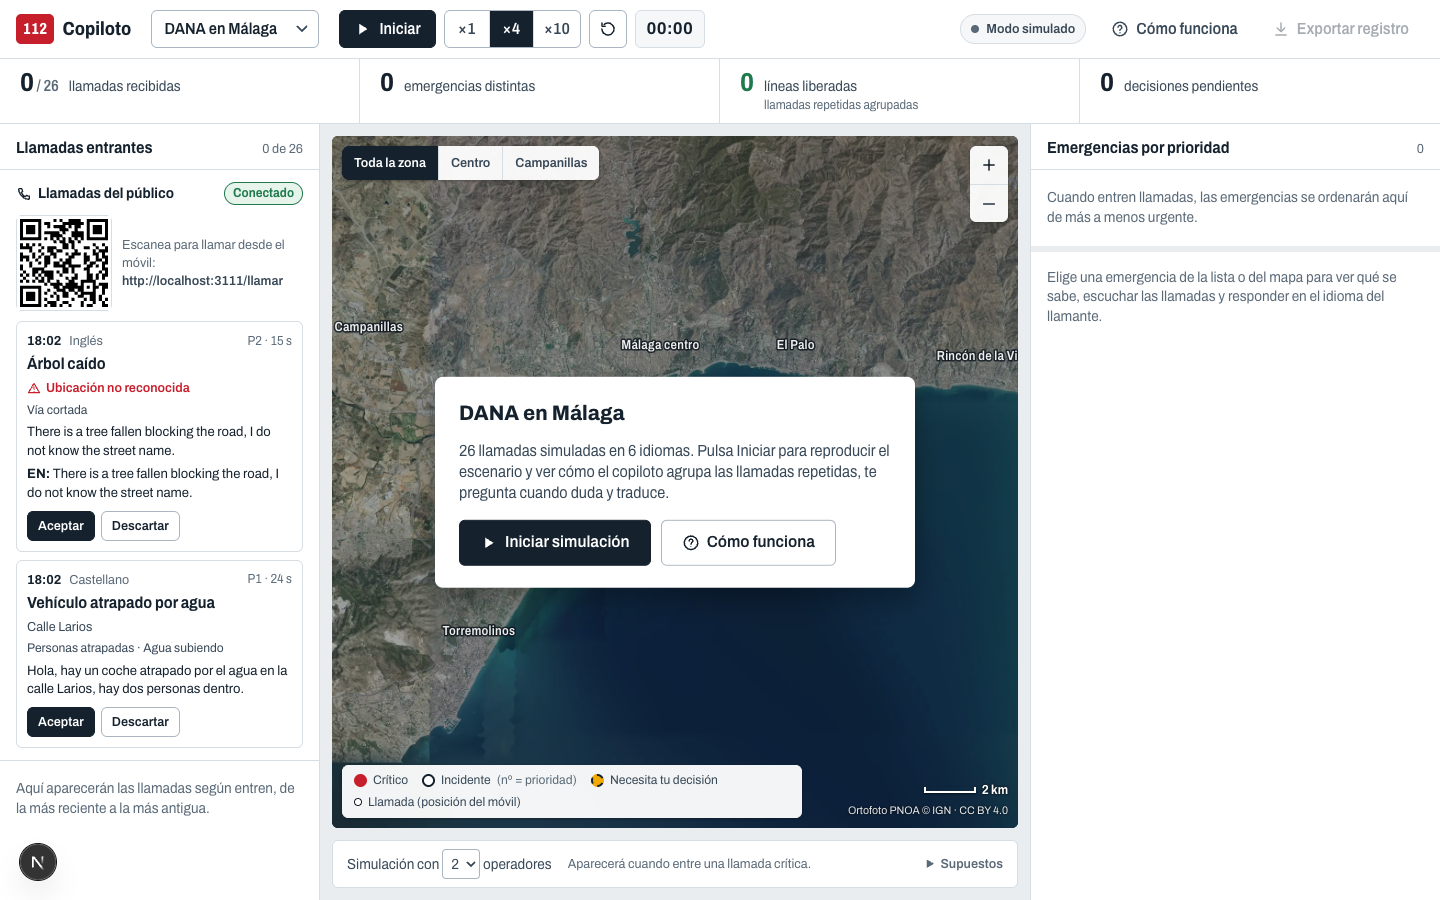 112 Copiloto
DANA en Málaga
Iniciar
×1 ×4 ×10
00:00
Modo simulado
Cómo funciona
Exportar registro
0 / 26 llamadas recibidas
0 emergencias distintas
0 líneas liberadas
llamadas repetidas agrupadas
0 decisiones pendientes
Llamadas entrantes 0 de 26
Llamadas del público Conectado
Escanea para llamar desde el
móvil:
http://localhost:3111/llamar
18:02 Inglés P2 · 15 s
Árbol caído
Ubicación no reconocida
Vía cortada
There is a tree fallen blocking the road, I do
not know the street name.
EN: There is a tree fallen blocking the road, I
do not know the street name.
Aceptar Descartar
18:02 Castellano P1 · 24 s
Vehículo atrapado por agua
Calle Larios
Personas atrapadas · Agua subiendo
Hola, hay un coche atrapado por el agua en la
calle Larios, hay dos personas dentro.
Aceptar Descartar
Aquí aparecerán las llamadas según entren, de
la más reciente a la más antigua.
N
Toda la zona Centro Campanillas
+
−
Campanillas
Málaga centro
El Palo
Rincón de la Vi
DANA en Málaga
26 llamadas simuladas en 6 idiomas. Pulsa Iniciar para reproducir el
escenario y ver cómo el copiloto agrupa las llamadas repetidas, te
pregunta cuando duda y traduce.
Iniciar simulación
Cómo funciona
Torremolinos
Crítico Incidente (nº = prioridad) Necesita tu decisión
Llamada (posición del móvil)
2 km
Ortofoto PNOA © IGN · CC BY 4.0
Simulación con 2 operadores Aparecerá cuando entre una llamada crítica. Supuestos
Emergencias por prioridad 0
Cuando entren llamadas, las emergencias se ordenarán aquí
de más a menos urgente.
Elige una emergencia de la lista o del mapa para ver qué se
sabe, escuchar las llamadas y responder en el idioma del
llamante.